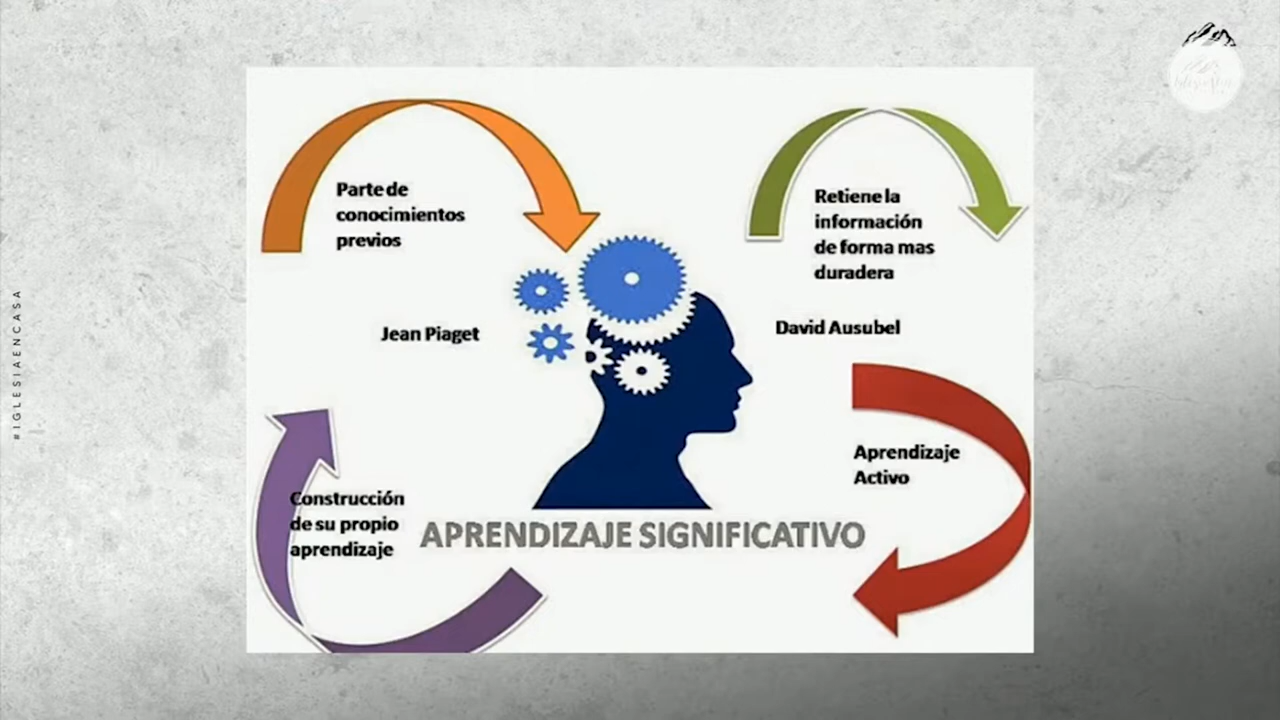 Parte de
conocimientos
previos
Retiene la
información
de forma mas
duradera
Jean Piaget
David Ausubel
Aprendizaje
Activo
Construcción
de su propio
aprendizaje
APRENDIZAJE SIGNIFICATIVO
#IGLESIAENCASA